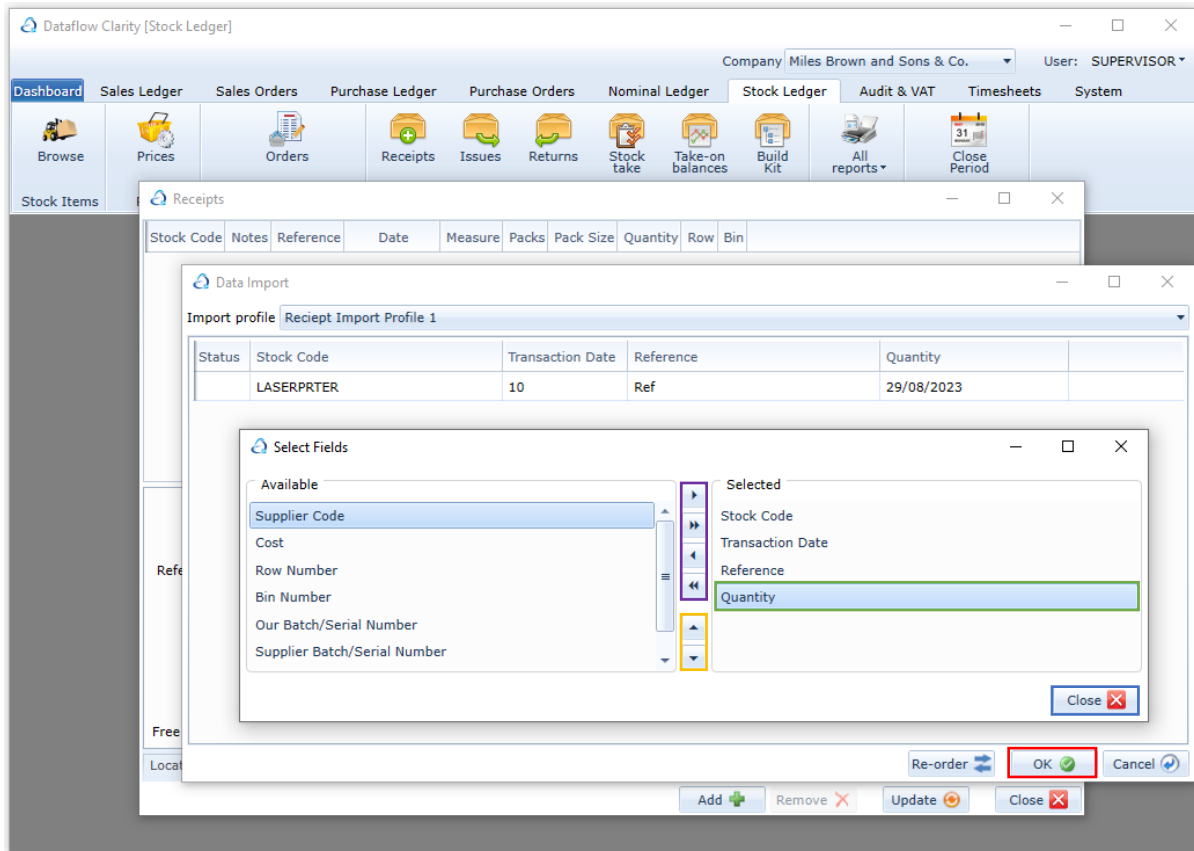 Dataflow Clarity [Stock Ledger]
Company Miles Brown and Sons & Co. User: SUPERVISOR
Dashboard Sales Ledger Sales Orders Purchase Ledger Purchase Orders Nominal Ledger Stock Ledger Audit & VAT Timesheets System
Browse Prices Orders Receipts Issues Returns Stock take Take-on balances Build Kit All reports 31 Close Period
Stock Items
Receipts
Stock Code Notes Reference Date Measure Packs Pack Size Quantity Row Bin
Data Import
Import profile Reciept Import Profile 1
Status Stock Code Transaction Date Reference Quantity
LASERPRTER 10 Ref 29/08/2023
Select Fields
Available Selected
Supplier Code Stock Code
Cost Transaction Date
Row Number Reference
Bin Number Quantity
Our Batch/Serial Number
Supplier Batch/Serial Number
Close
Refe
Free
Locat
Re-order OK Cancel
Add Remove Update Close